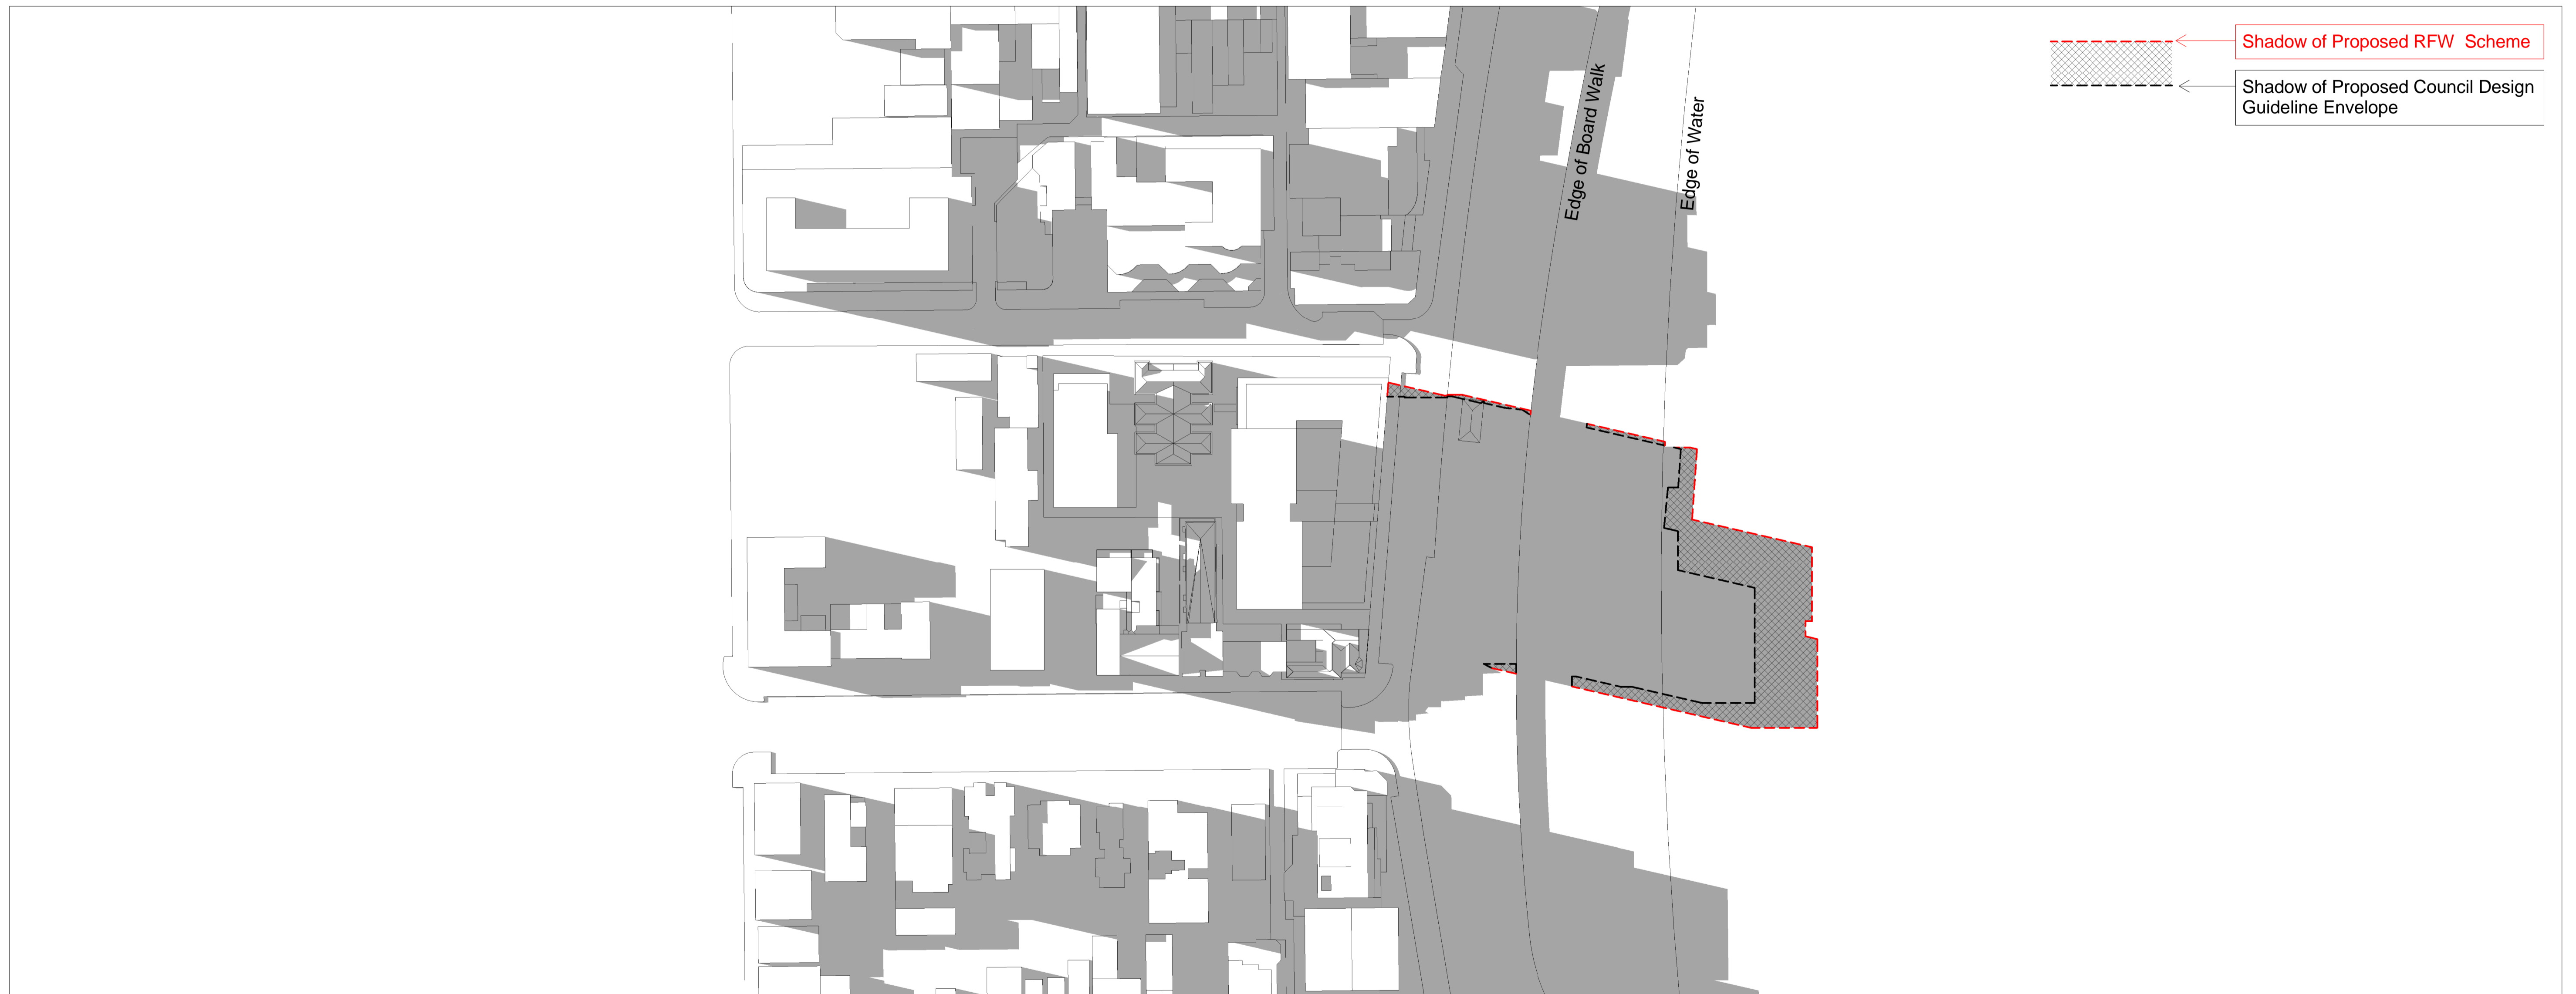 Shadow of Proposed RFW  Scheme
Shadow of Proposed Council Design
Guideline Envelope
Edge of Board Walk
Edge of Water